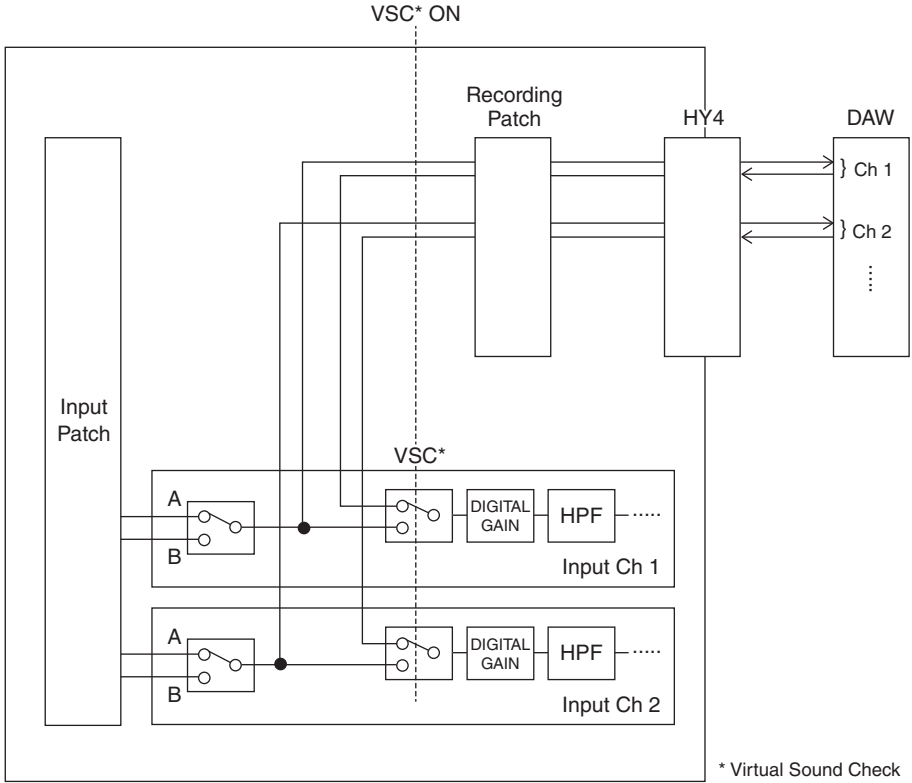 VSC* ON
Recording
Patch
HY4
DAW
} Ch 1
} Ch 2
Input
Patch
VSC*
A
B
DIGITAL
GAIN
HPF
Input Ch 1
A
B
DIGITAL
GAIN
HPF
Input Ch 2
* Virtual Sound Check